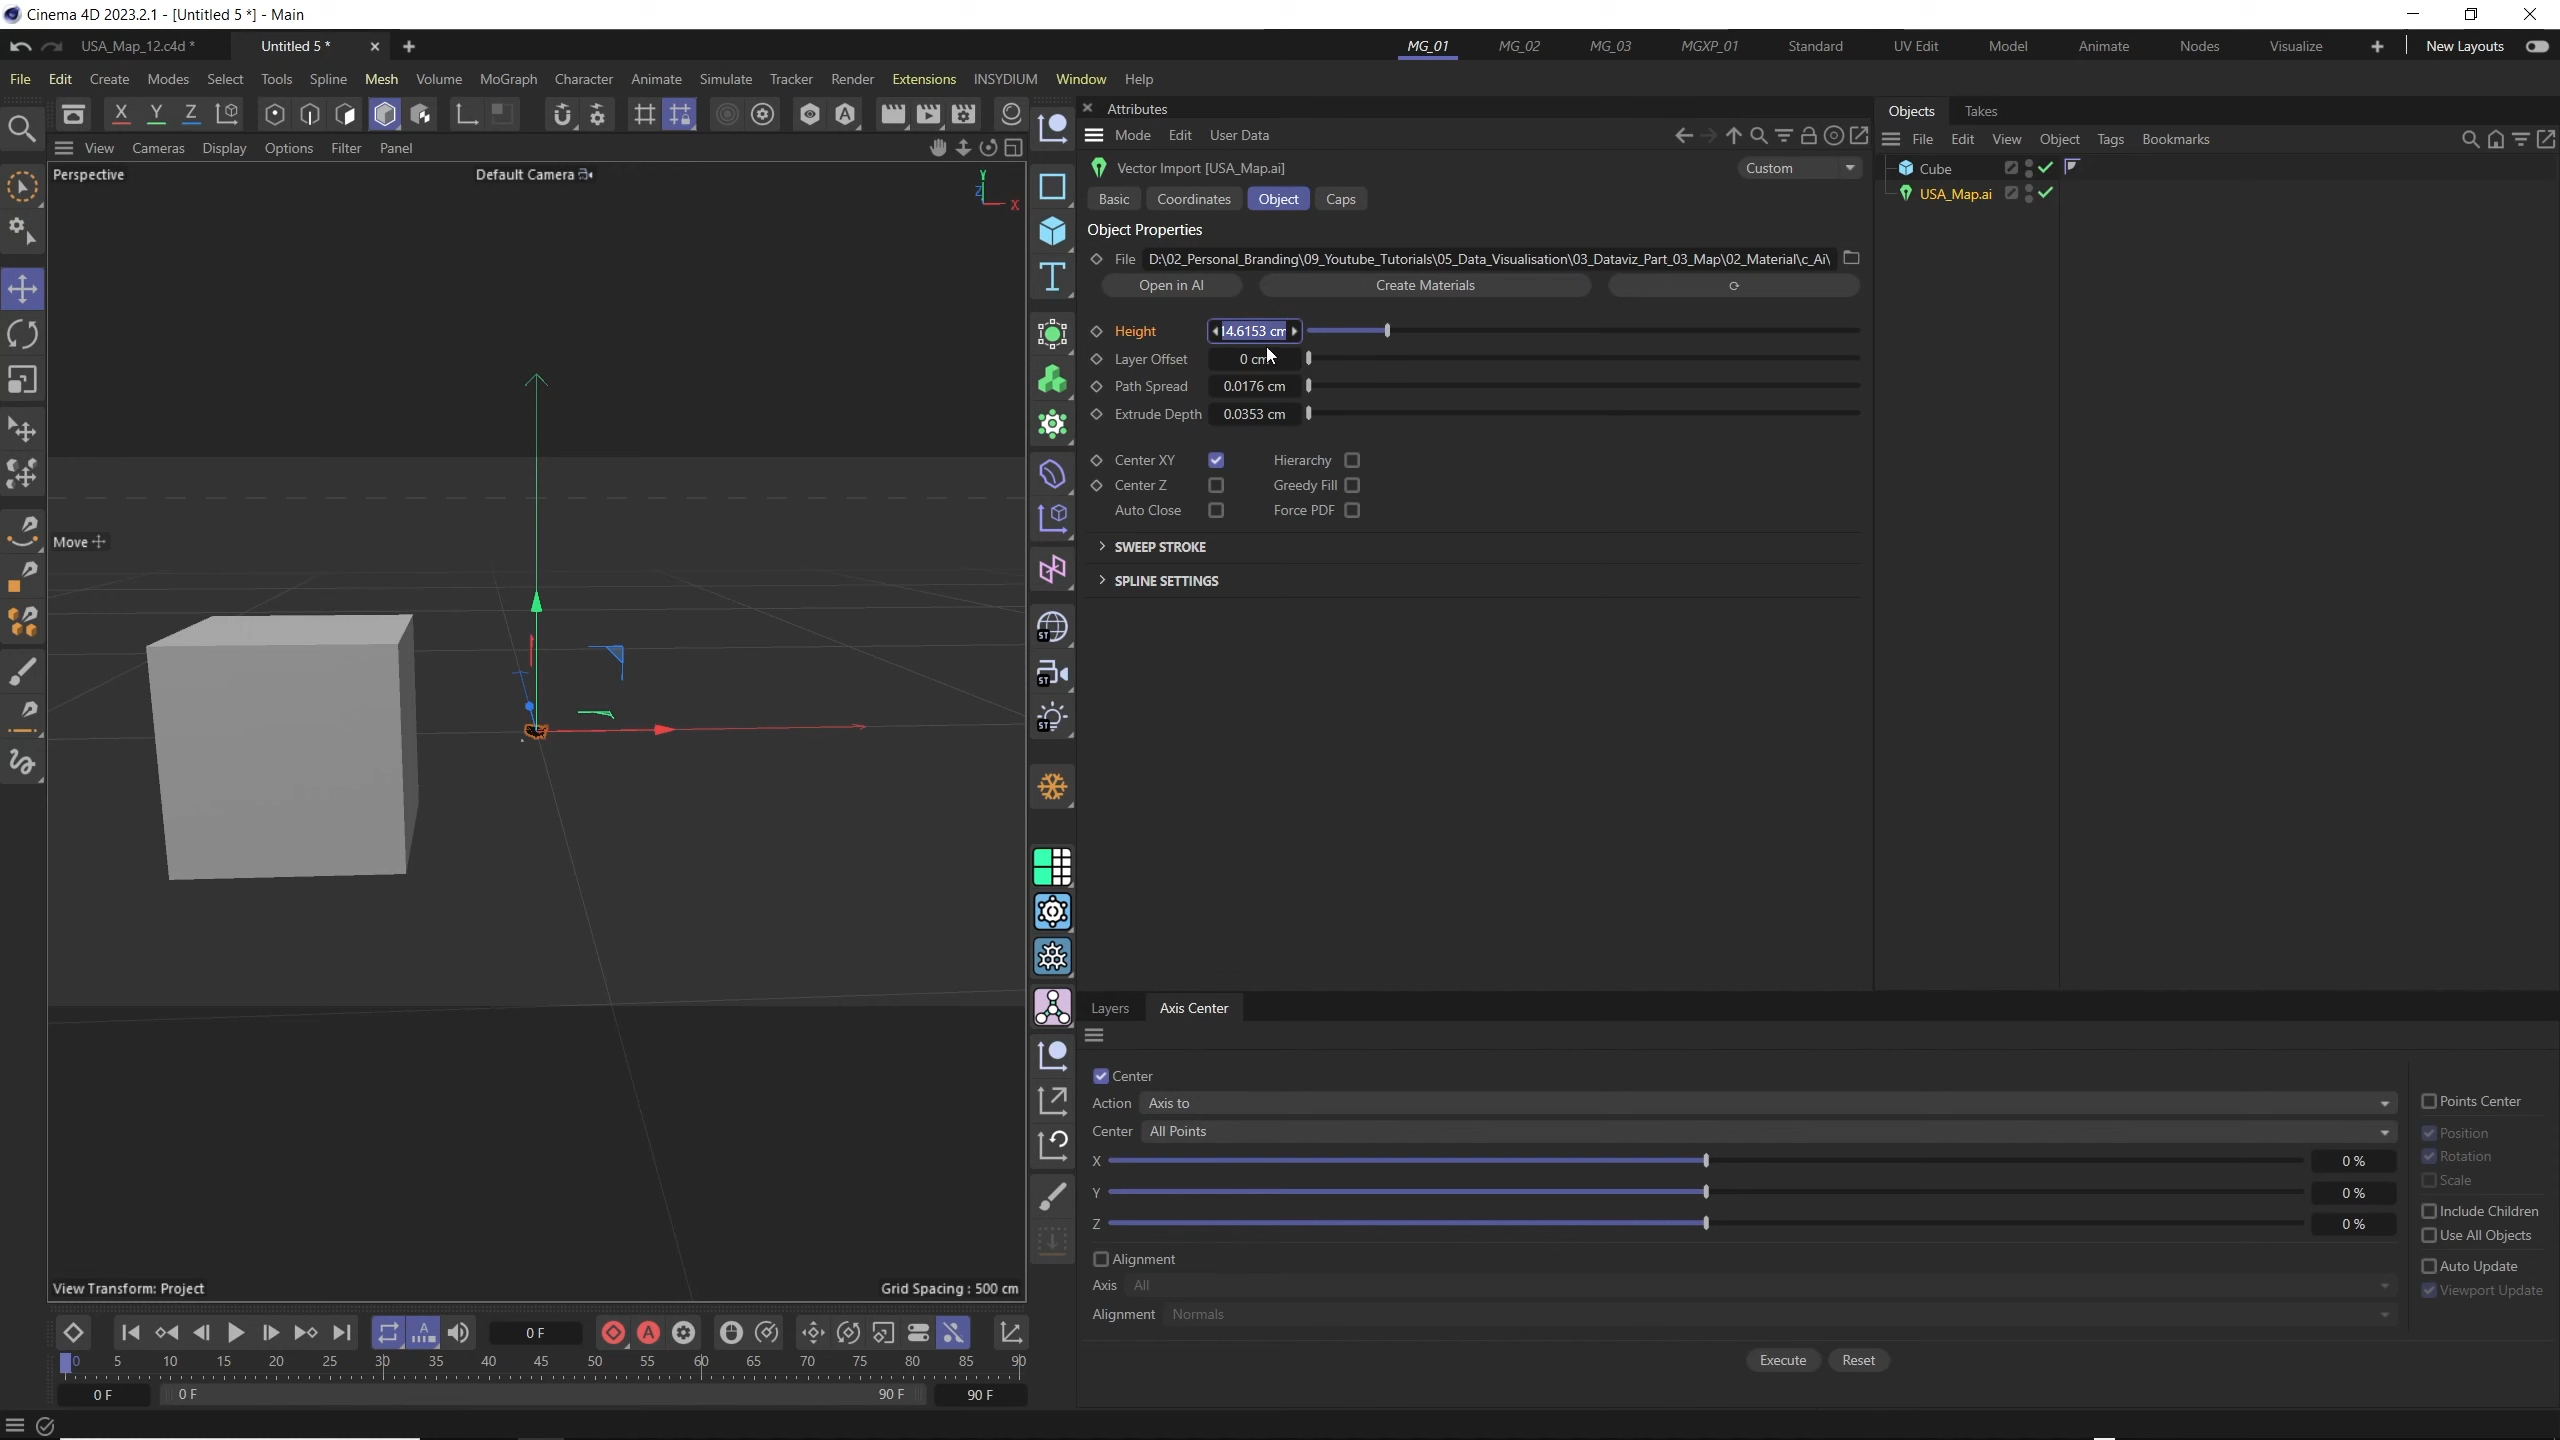 Cinema 4D 2023.2.1 - [Untitled 5 *] - Main
USA_Map_12.c4d * Untitled 5 * MG_01 MG_02 MG_03 MGXP_01 Standard UV Edit Model Animate Nodes Visualize New Layouts
File Edit Create Modes Select Tools Spline Mesh Volume MoGraph Character Animate Simulate Tracker Render Extensions INSYDIUM Window Help
X Y Z
View Cameras Display Options Filter Panel
Perspective
Default Camera
Y
Z
X
Move
View Transform: Project
Grid Spacing : 500 cm
Attributes
Mode Edit User Data
Vector Import [USA_Map.ai]
Custom
Basic Coordinates Object Caps
Object Properties
File D:\02_Personal_Branding\09_Youtube_Tutorials\05_Data_Visualisation\03_Dataviz_Part_03_Map\02_Material\c_Ai\
Open in AI Create Materials
Height 14.6153 cm
Layer Offset 0 cm
Path Spread 0.0176 cm
Extrude Depth 0.0353 cm
Center XY Hierarchy
Center Z Greedy Fill
Auto Close Force PDF
SWEEP STROKE
SPLINE SETTINGS
ST
ST
ST
Objects Takes
File Edit View Object Tags Bookmarks
Cube
USA_Map.ai
Layers Axis Center
Center
Action Axis to
Center All Points
X 0 %
Y 0 %
Z 0 %
Alignment
Axis All
Alignment Normals
Points Center
Position
Rotation
Scale
Include Children
Use All Objects
Auto Update
Viewport Update
Execute Reset
0 F
0 5 10 15 20 25 30 35 40 45 50 55 60 65 70 75 80 85 90
0 F 0 F 90 F 90 F